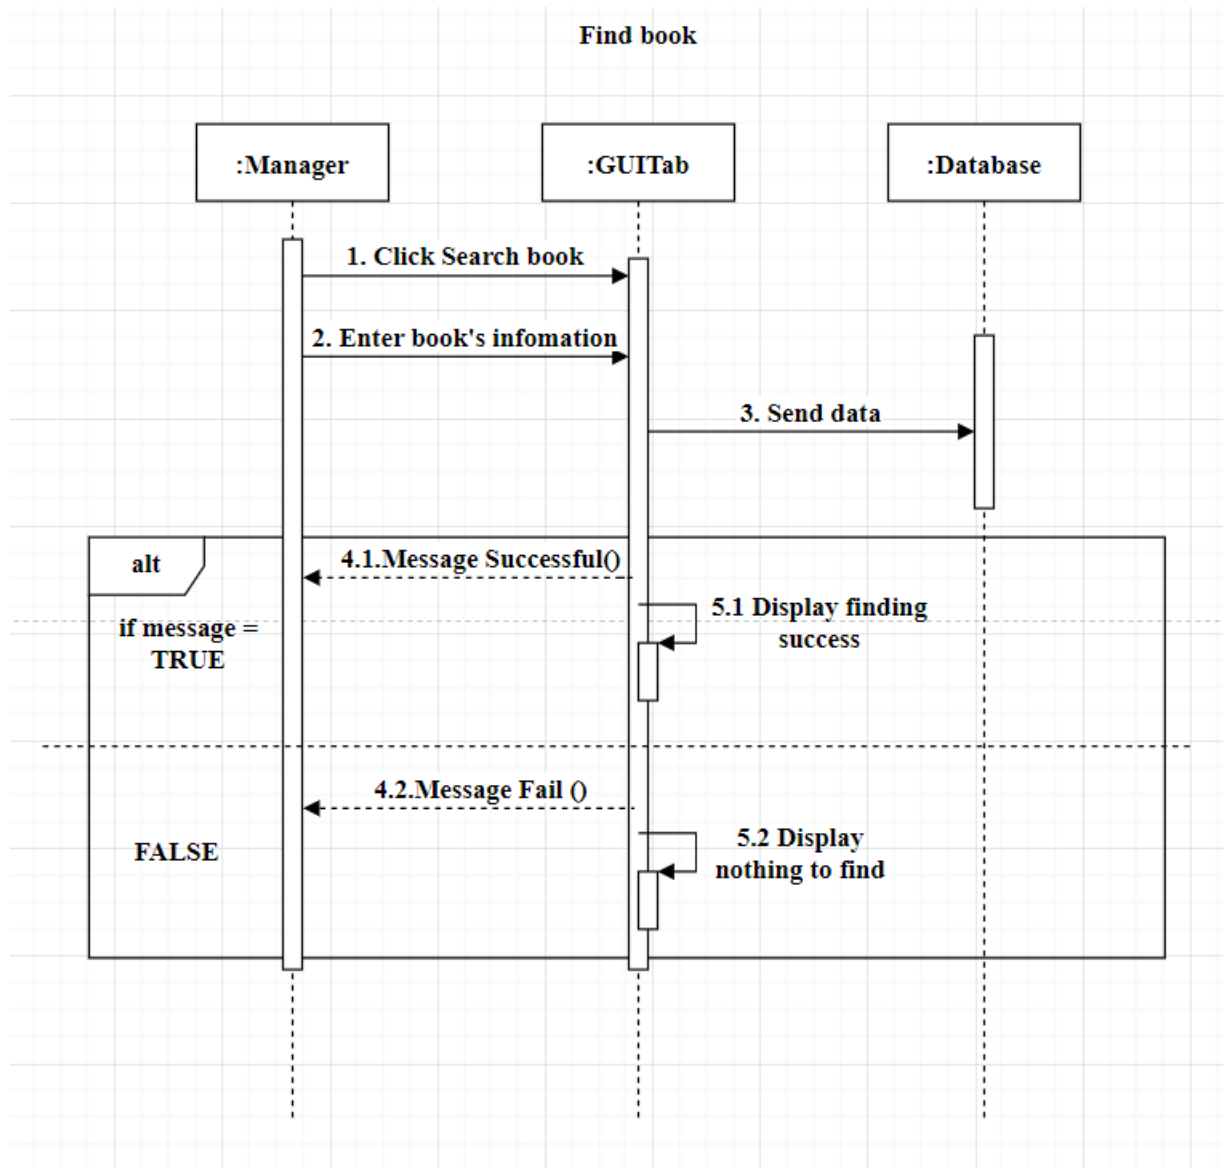 Find book
:Manager
:GUITab
:Database
1. Click Search book
2. Enter book's infomation
3. Send data
alt
4.1.Message Successful()
if message =
TRUE
5.1 Display finding
success
4.2.Message Fail ()
FALSE
5.2 Display
nothing to find